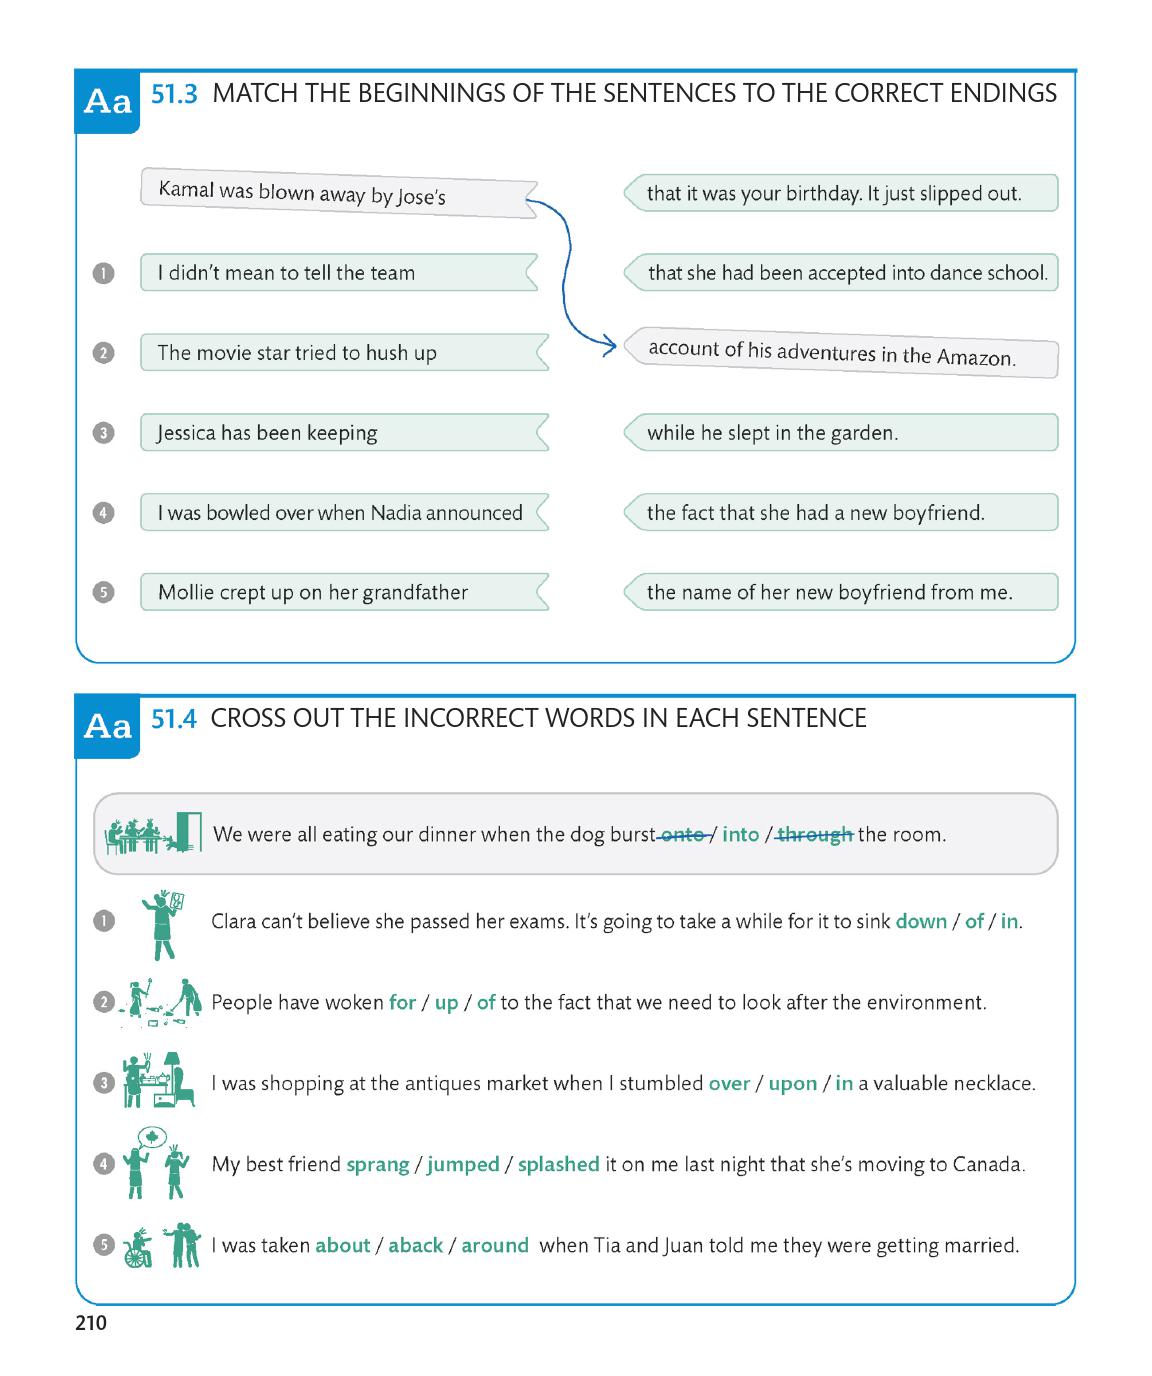 Aa 51.3 MATCH THE BEGINNINGS OF THE SENTENCES TO THE CORRECT ENDINGS
Kamal was blown away by Jose's
that it was your birthday. It just slipped out.
1 I didn't mean to tell the team
that she had been accepted into dance school.
2 The movie star tried to hush up
account of his adventures in the Amazon.
3 Jessica has been keeping
while he slept in the garden.
4 I was bowled over when Nadia announced
the fact that she had a new boyfriend.
5 Mollie crept up on her grandfather
the name of her new boyfriend from me.
Aa 51.4 CROSS OUT THE INCORRECT WORDS IN EACH SENTENCE
We were all eating our dinner when the dog burst onto / into / through the room.
1 Clara can't believe she passed her exams. It's going to take a while for it to sink down / of / in.
2 People have woken for / up / of to the fact that we need to look after the environment.
3 I was shopping at the antiques market when I stumbled over / upon / in a valuable necklace.
4 My best friend sprang / jumped / splashed it on me last night that she's moving to Canada.
5 I was taken about / aback / around when Tia and Juan told me they were getting married.
210